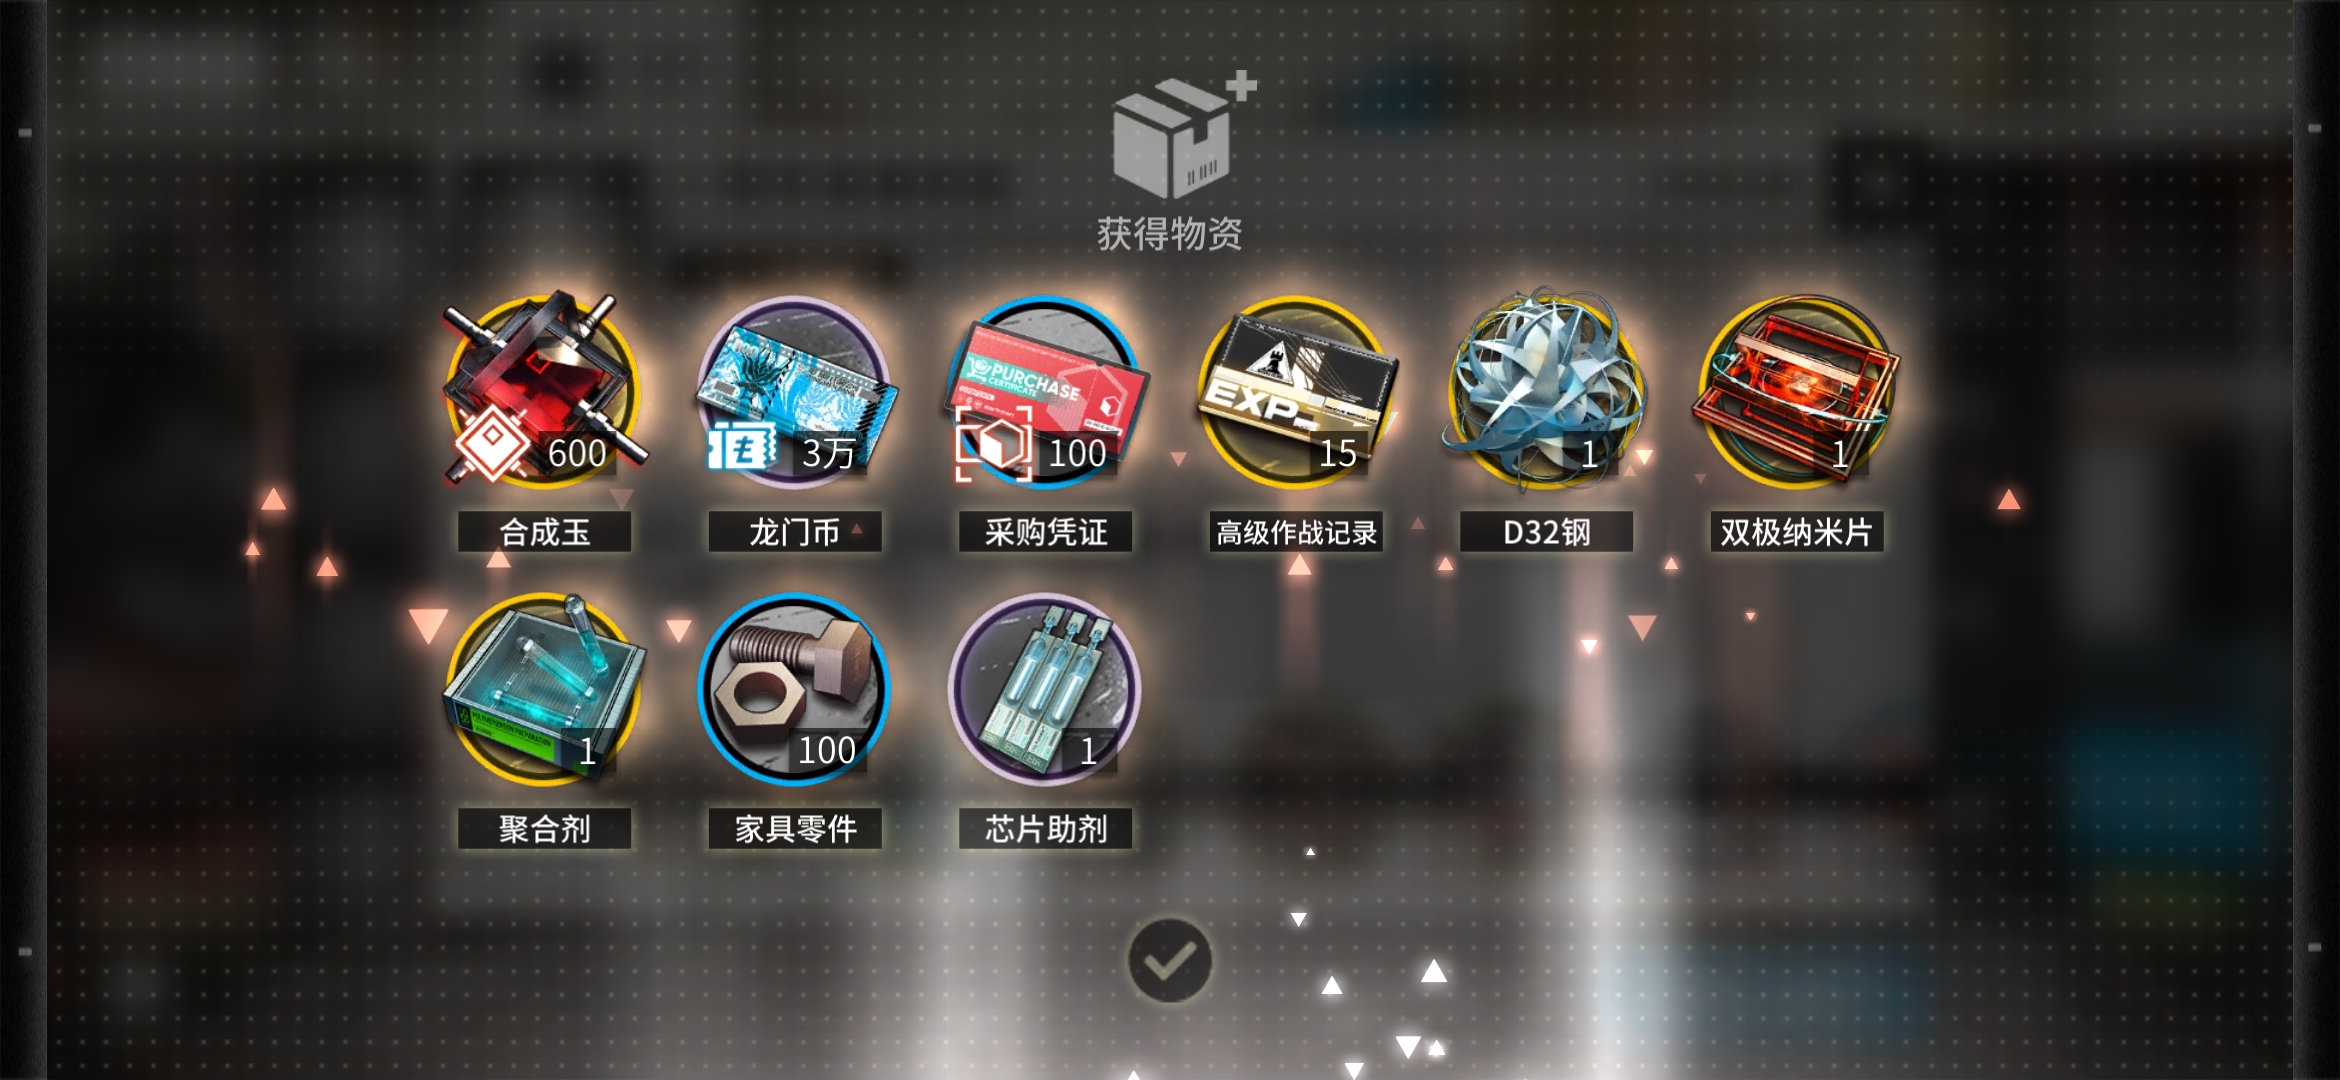 获得物资
600
3万
PURCHASE
CERTIFICATE
100
EXP
15
1
1
合成玉
龙门币
采购凭证
高级作战记录
D32钢
双极纳米片
1
100
1
聚合剂
家具零件
芯片助剂